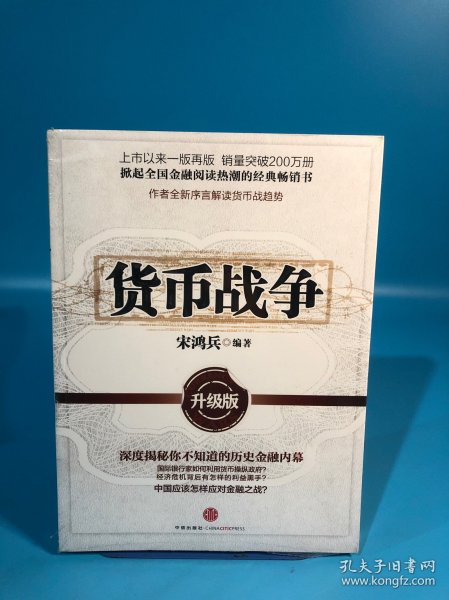 上市以来一版再版 销量突破200万册
掀起全国金融阅读热潮的经典畅销书
作者全新序言解读货币战趋势
货币战争
宋鸿兵◎编著
升级版
深度揭秘你不知道的历史金融内幕
国际银行家如何利用货币操纵政府?
经济危机背后有怎样的利益黑手?
中国应该怎样应对金融之战?
中信出版社·CHINACITICPRESS
孔夫子旧书网
www.kongfz.com